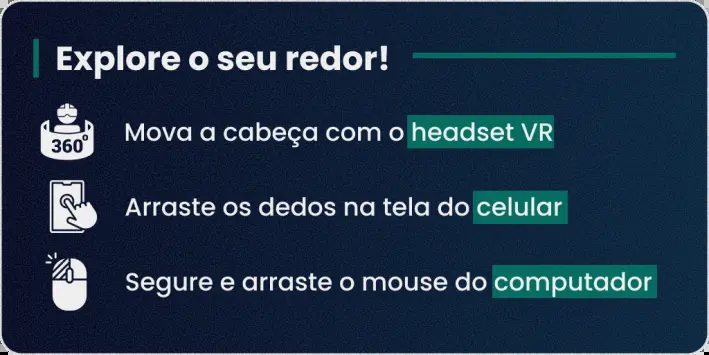 Explore o seu redor!
360°
Mova a cabeça com o headset VR
Arraste os dedos na tela do celular
Segure e arraste o mouse do computador